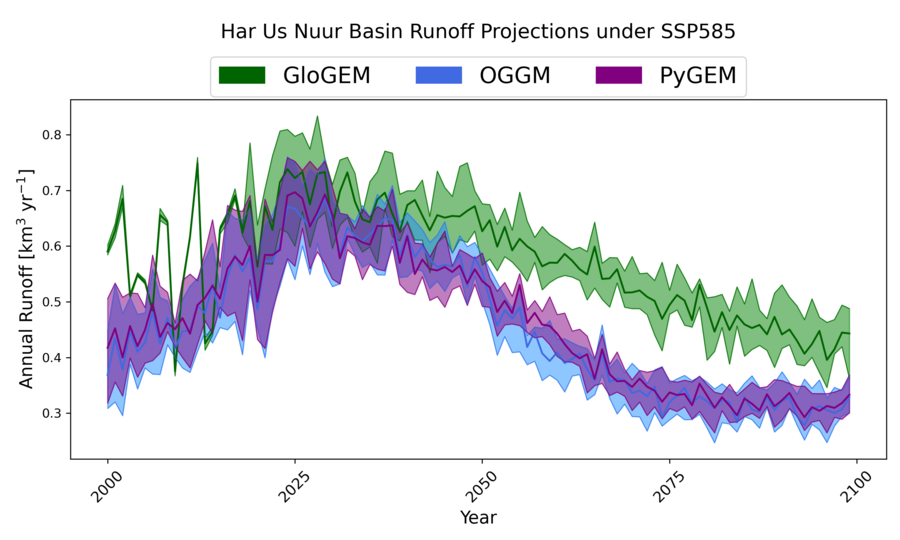 Har Us Nuur Basin Runoff Projections under SSP585
GloGEM OGGM PyGEM
Annual Runoff [km³ yr⁻¹]
0.8
0.7
0.6
0.5
0.4
0.3
2000 2025 2050 2075 2100
Year